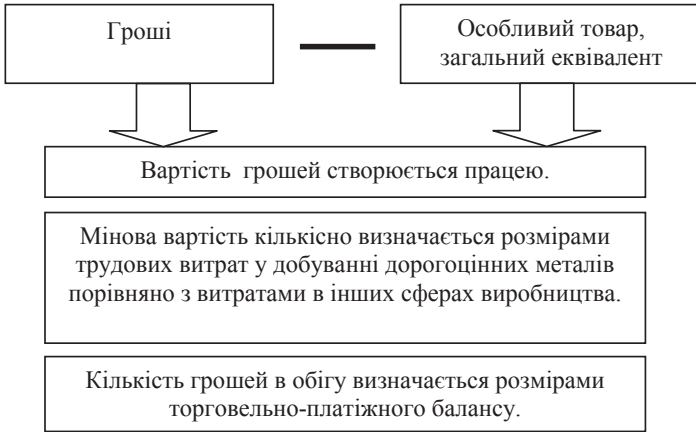 Гроші
Особливий товар,
загальний еквівалент
Вартість грошей створюється працею.
Мінова вартість кількісно визначається розмірами
трудових витрат у добуванні дорогоцінних металів
порівняно з витратами в інших сферах виробництва.
Кількість грошей в обігу визначається розмірами
торговельно-платіжного балансу.